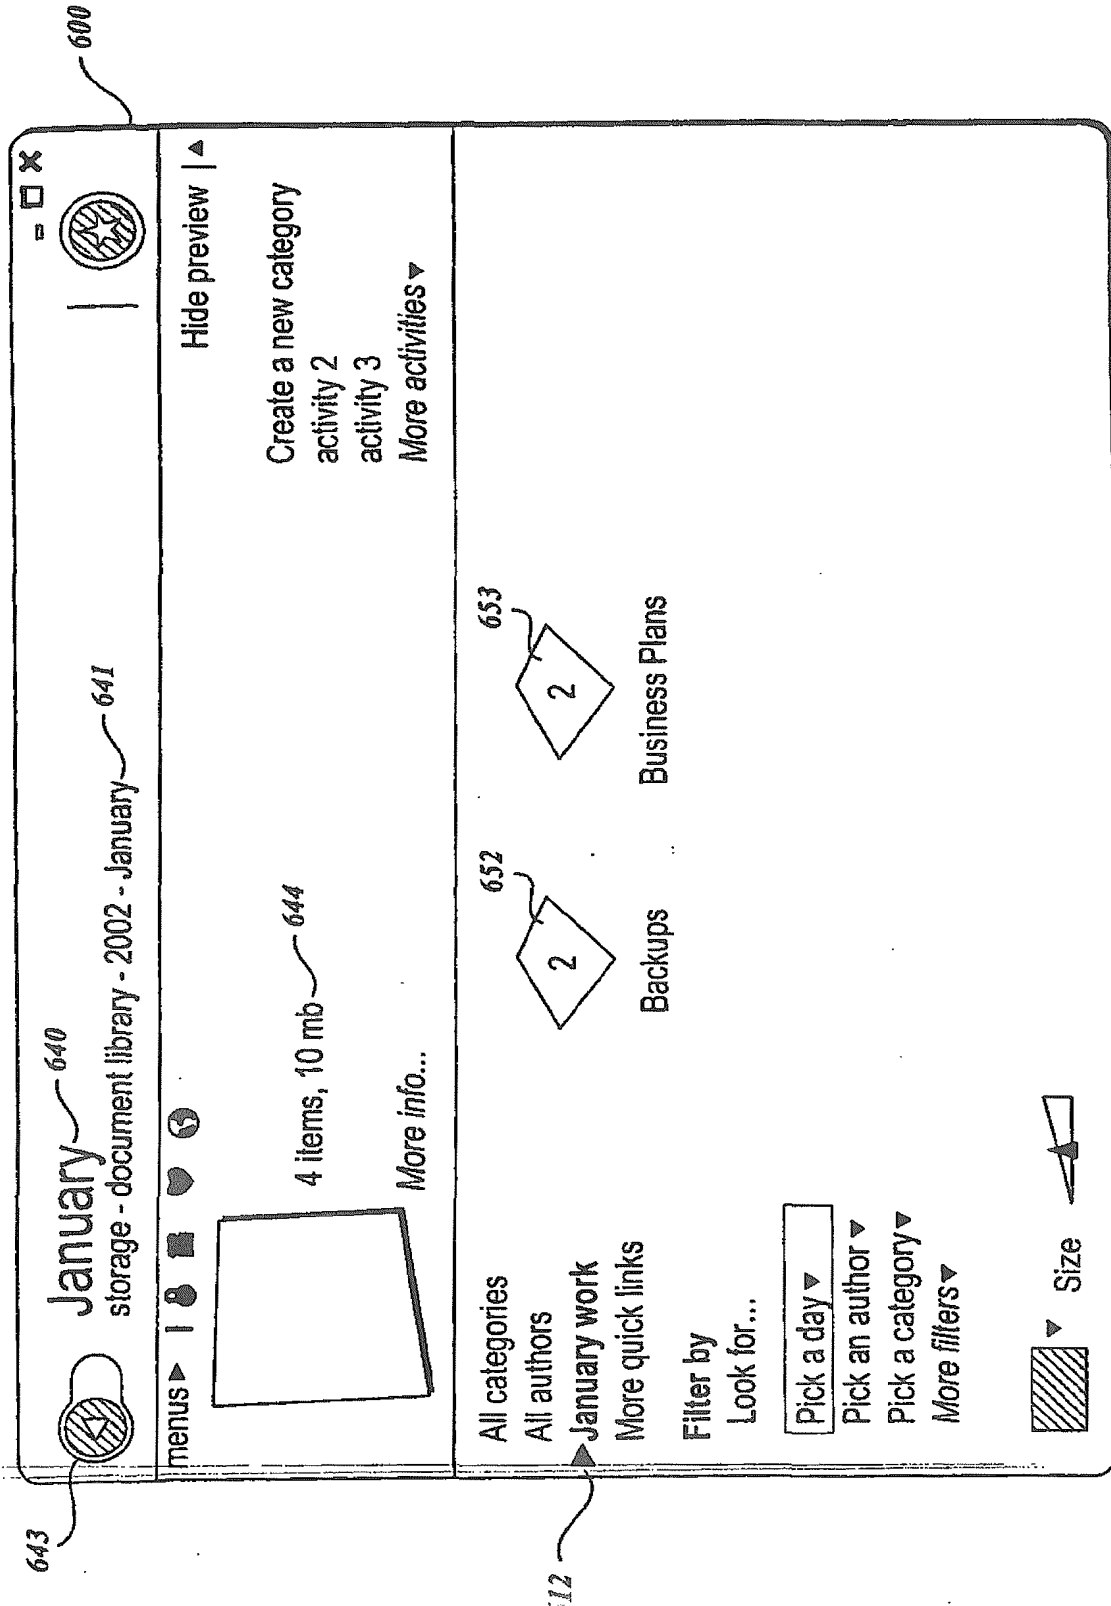 600
643
January 640
storage - document library - 2002 - January 641
menus
Hide preview
4 items, 10 mb 644
More info...
Create a new category
activity 2
activity 3
More activities
612
All categories
All authors
January work
More quick links
Filter by
Look for...
Pick a day
Pick an author
Pick a category
More filters
Size
652
2
Backups
653
2
Business Plans